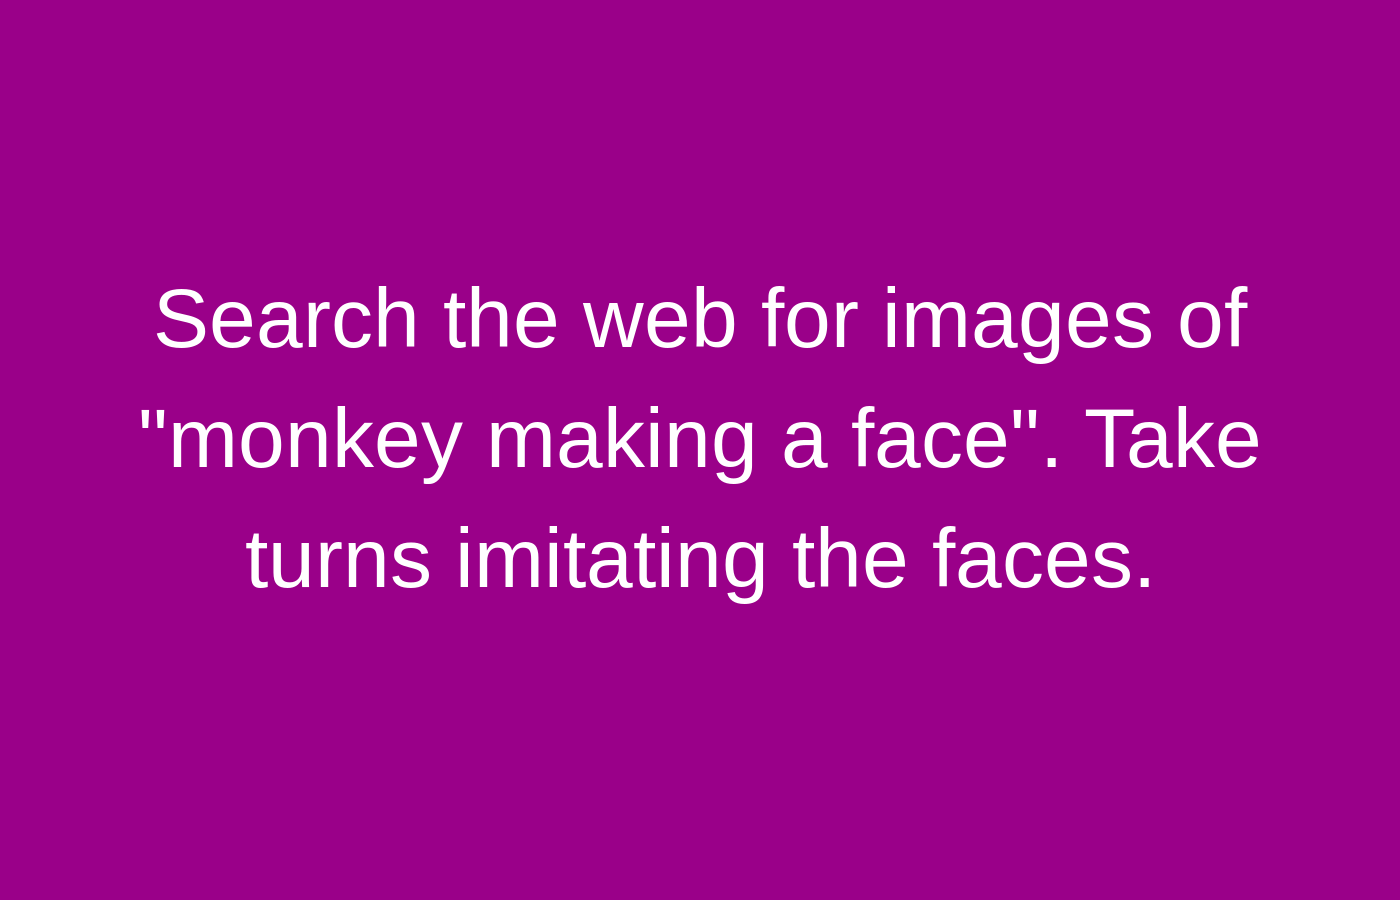 Search the web for images of
"monkey making a face". Take
turns imitating the faces.